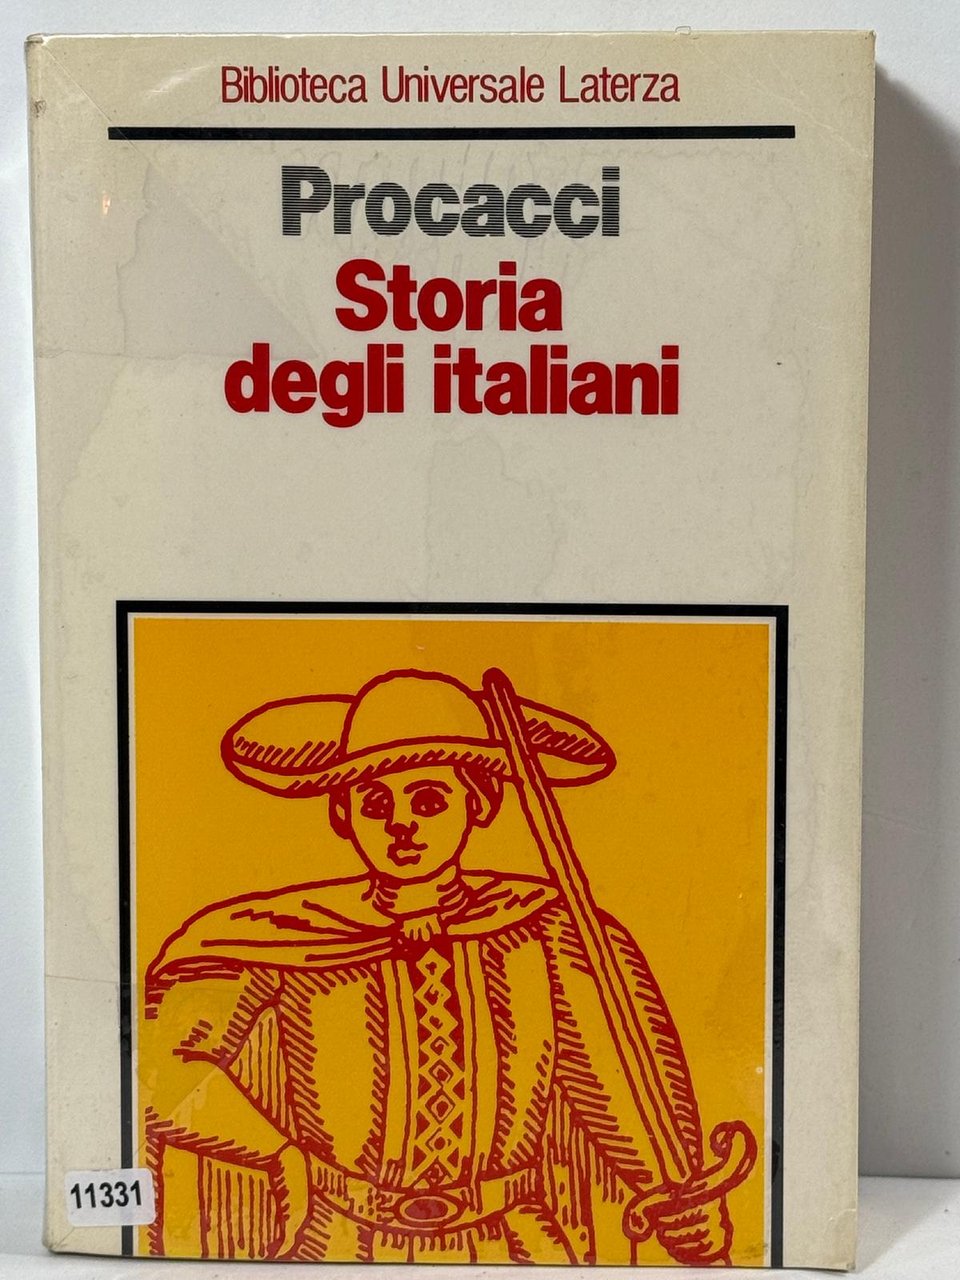 Biblioteca Universale Laterza
Procacci
Storia
degli italiani
11331